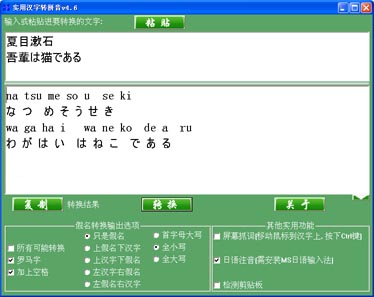 实用汉字转拼音v4.6
输入或粘贴进要转换的文字:
粘 贴
夏目漱石
吾輩は猫である
na tsu me so u se ki
な つ め そ う せ き
wa ga ha i wa ne ko de a ru
わ が は い は ね こ で あ る
复 制
转换结果
转 换
关 于
假名转换输出选项
所有可能转换
罗马字
加上空格
只是假名
上假名下汉字
上汉字下假名
左汉字右假名
左假名右汉字
首字母大写
全小写
全大写
其他实用功能
屏幕抓词(移动鼠标到汉字上,按下Ctrl键)
日语注音(需安装MS日语输入法)
检测剪贴板